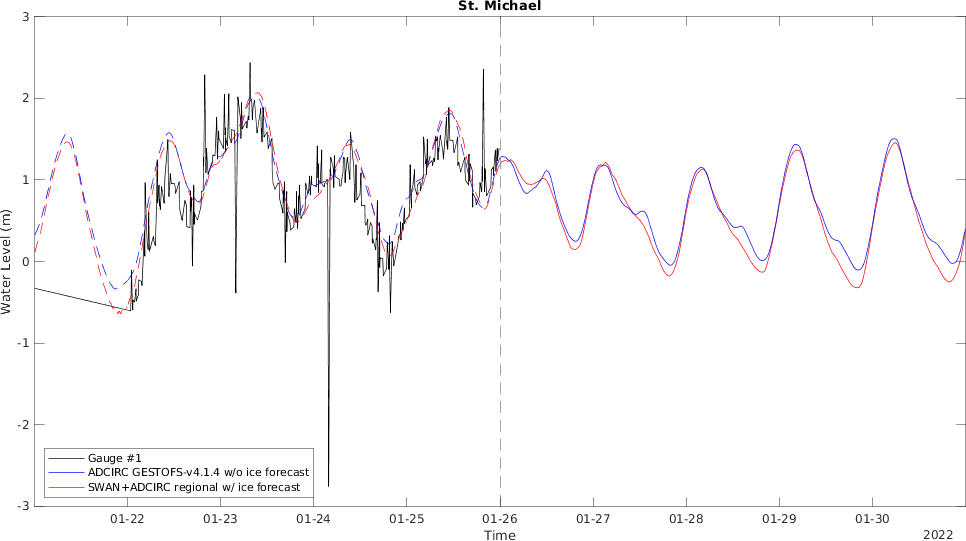 St. Michael
3
2
1
0
-1
-2
-3
Water Level (m)
Gauge #1
ADCIRC GESTOFS-v4.1.4 w/o ice forecast
SWAN+ADCIRC regional w/ ice forecast
01-22 01-23 01-24 01-25 01-26 01-27 01-28 01-29 01-30
Time
2022